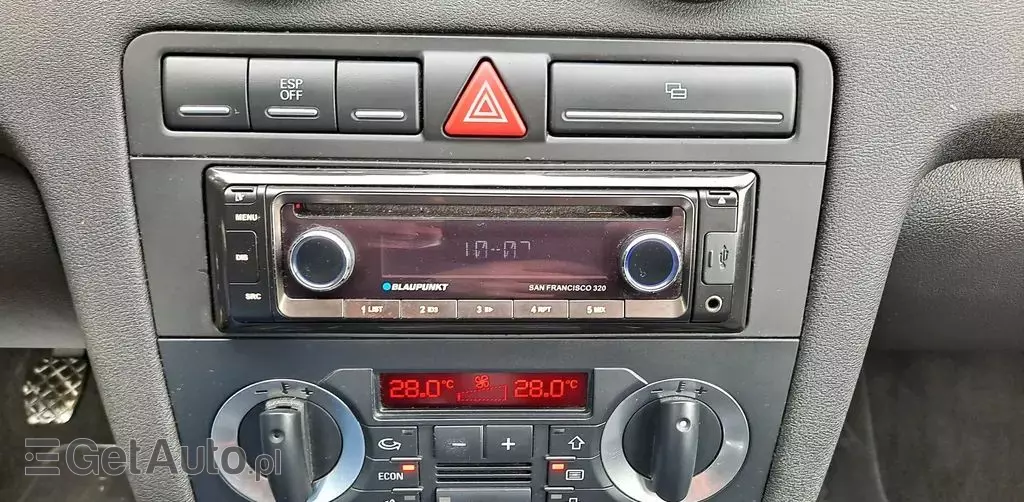 ESP
OFF
MENU
DIS
SRC
10--07
BLAUPUNKT
SAN FRANCISCO 320
1 LIST
2
3
4 RPT
5 MIX
28.0°C
28.0°C
- +
- +
- +
ECON
GetAuto.pl